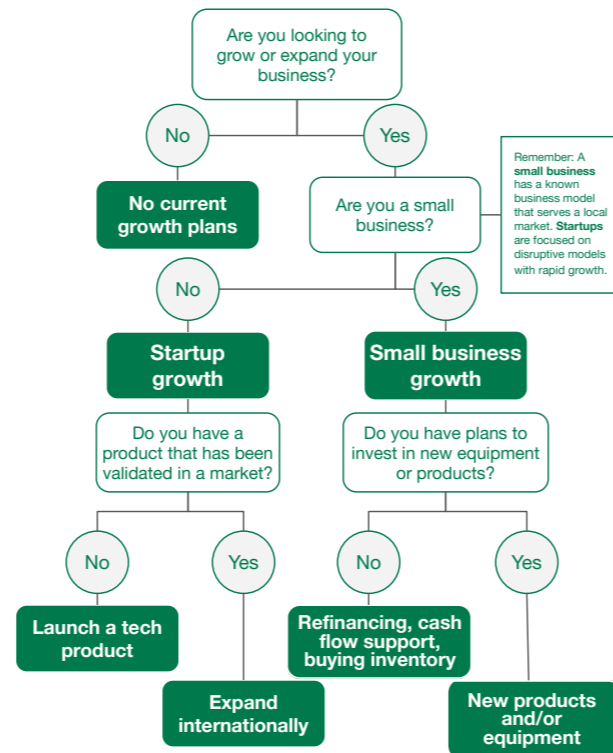 Are you looking to
grow or expand your
business?
No
Yes
No current
growth plans
Are you a small
business?
Remember: A
small business
has a known
business model
that serves a local
market. Startups
are focused on
disruptive models
with rapid growth.
No
Yes
Startup
growth
Small business
growth
Do you have a
product that has been
validated in a market?
Do you have plans to
invest in new equipment
or products?
No
Yes
No
Yes
Launch a tech
product
Refinancing, cash
flow support,
buying inventory
Expand
internationally
New products
and/or
equipment